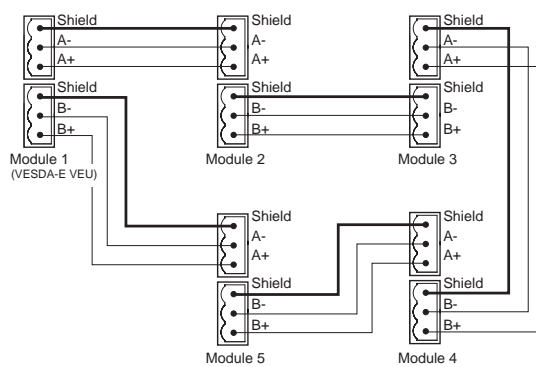 Shield
A-
A+
Shield
B-
B+
Module 1
(VESDA-E VEU)
Shield
A-
A+
Shield
B-
B+
Module 2
Shield
A-
A+
Shield
B-
B+
Module 3
Shield
A-
A+
Shield
B-
B+
Module 5
Shield
A-
A+
Shield
B-
B+
Module 4